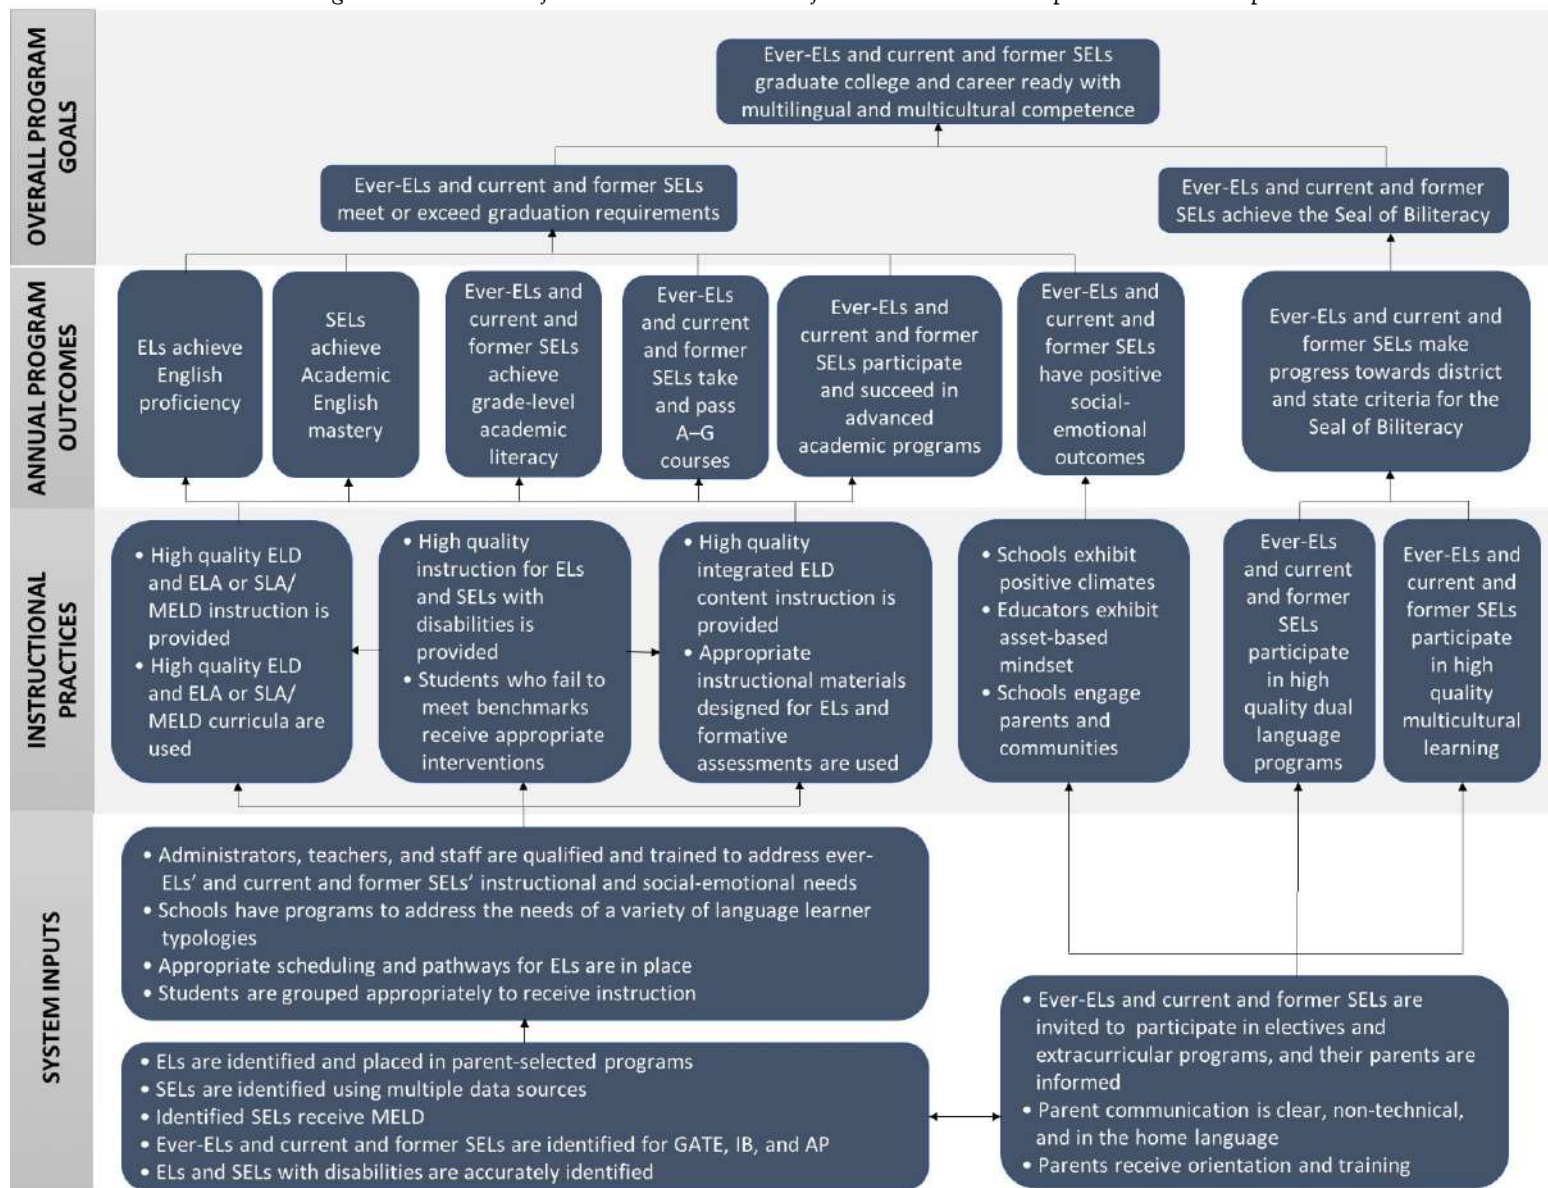 OVERALL PROGRAM
GOALS
Ever-ELs and current and former SELs
graduate college and career ready with
multilingual and multicultural competence
Ever-ELs and current and former SELs
meet or exceed graduation requirements
Ever-ELs and current and former
SELs achieve the Seal of Biliteracy
ANNUAL PROGRAM
OUTCOMES
ELs achieve
English
proficiency
SELs
achieve
Academic
English
mastery
Ever-ELs and
current and
former SELs
achieve
grade-level
academic
literacy
Ever-ELs
and current
and former
SELs take
and pass
A–G
courses
Ever-ELs and
current and former
SELs participate
and succeed in
advanced
academic programs
Ever-ELs and
current and
former SELs
have positive
social-
emotional
outcomes
Ever-ELs and current and
former SELs make
progress towards district
and state criteria for the
Seal of Biliteracy
INSTRUCTIONAL
PRACTICES
• High quality ELD
and ELA or SLA/
MELD instruction is
provided
• High quality ELD
and ELA or SLA/
MELD curricula are
used
• High quality
instruction for ELs
and SELs with
disabilities is
provided
• Students who fail to
meet benchmarks
receive appropriate
interventions
• High quality
integrated ELD
content instruction is
provided
• Appropriate
instructional materials
designed for ELs and
formative
assessments are used
• Schools exhibit
positive climates
• Educators exhibit
asset-based
mindset
• Schools engage
parents and
communities
Ever-ELs
and current
and former
SELs
participate
in high
quality dual
language
programs
Ever-ELs and
current and
former SELs
participate
in high
quality
multicultural
learning
SYSTEM INPUTS
• Administrators, teachers, and staff are qualified and trained to address ever-
ELs’ and current and former SELs’ instructional and social-emotional needs
• Schools have programs to address the needs of a variety of language learner
typologies
• Appropriate scheduling and pathways for ELs are in place
• Students are grouped appropriately to receive instruction
• ELs are identified and placed in parent-selected programs
• SELs are identified using multiple data sources
• Identified SELs receive MELD
• Ever-ELs and current and former SELs are identified for GATE, IB, and AP
• ELs and SELs with disabilities are accurately identified
• Ever-ELs and current and former SELs are
invited to participate in electives and
extracurricular programs, and their parents are
informed
• Parent communication is clear, non-technical,
and in the home language
• Parents receive orientation and training